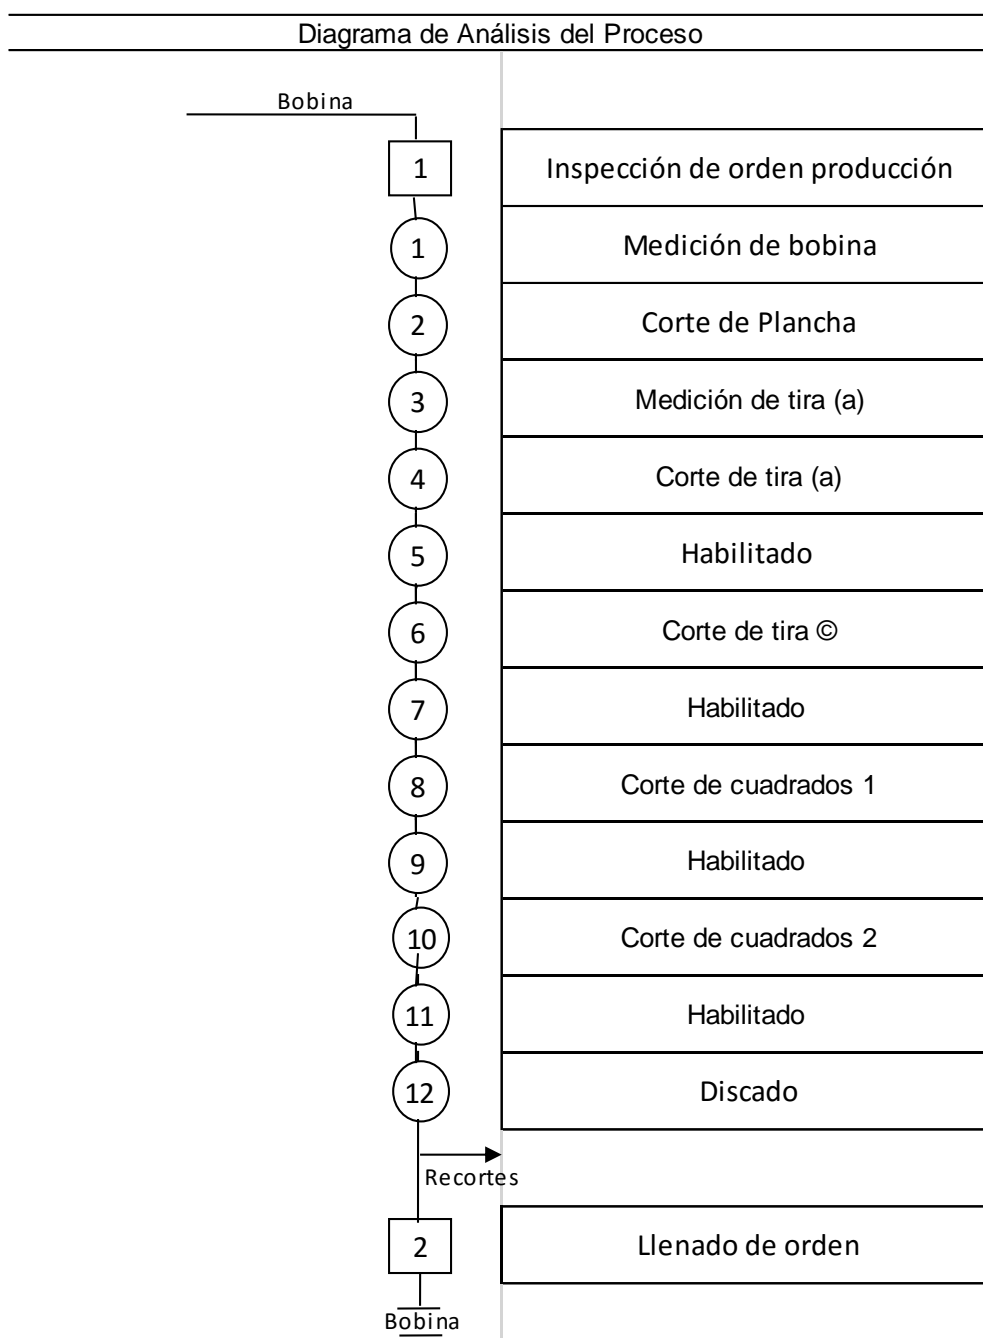 Diagrama de Análisis del Proceso
Bobina
1 Inspección de orden producción
1 Medición de bobina
2 Corte de Plancha
3 Medición de tira (a)
4 Corte de tira (a)
5 Habilitado
6 Corte de tira ©
7 Habilitado
8 Corte de cuadrados 1
9 Habilitado
10 Corte de cuadrados 2
11 Habilitado
12 Discado
Recortes
2 Llenado de orden
Bobina